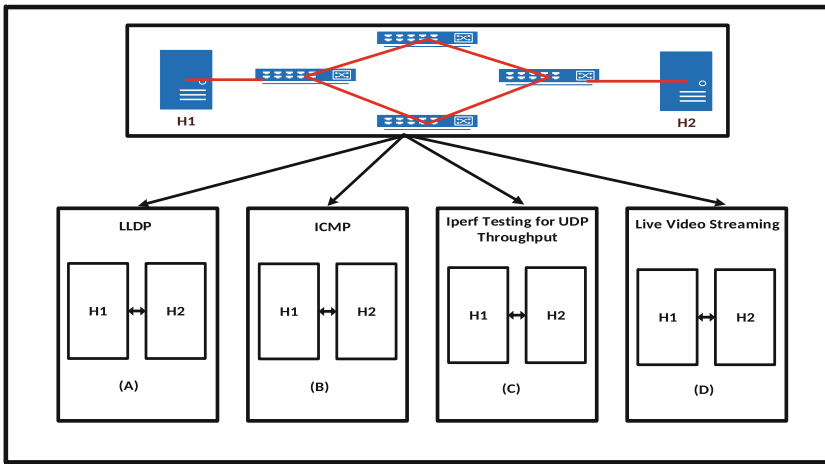 H1
H2
LLDP
H1
H2
(A)
ICMP
H1
H2
(B)
Iperf Testing for UDP
Throughput
H1
H2
(C)
Live Video Streaming
H1
H2
(D)